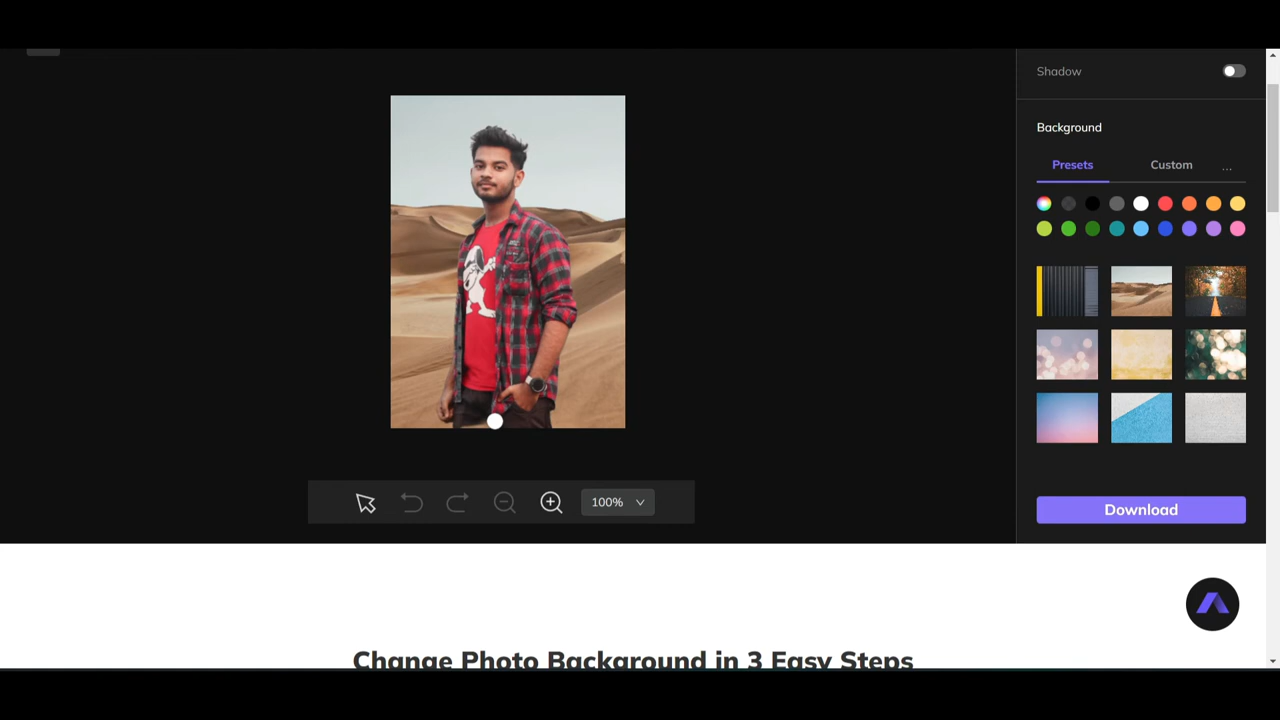 Shadow
Background
Presets
Custom
...
100%
Download
Change Photo Background in 3 Easy Steps